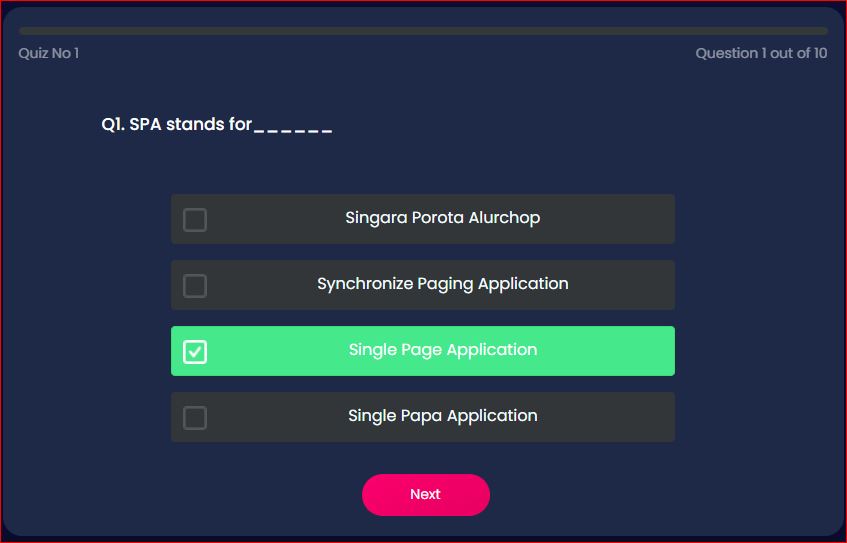 Quiz No 1
Question 1 out of 10
Q1. SPA stands for______
Singara Porota Alurchop
Synchronize Paging Application
Single Page Application
Single Papa Application
Next